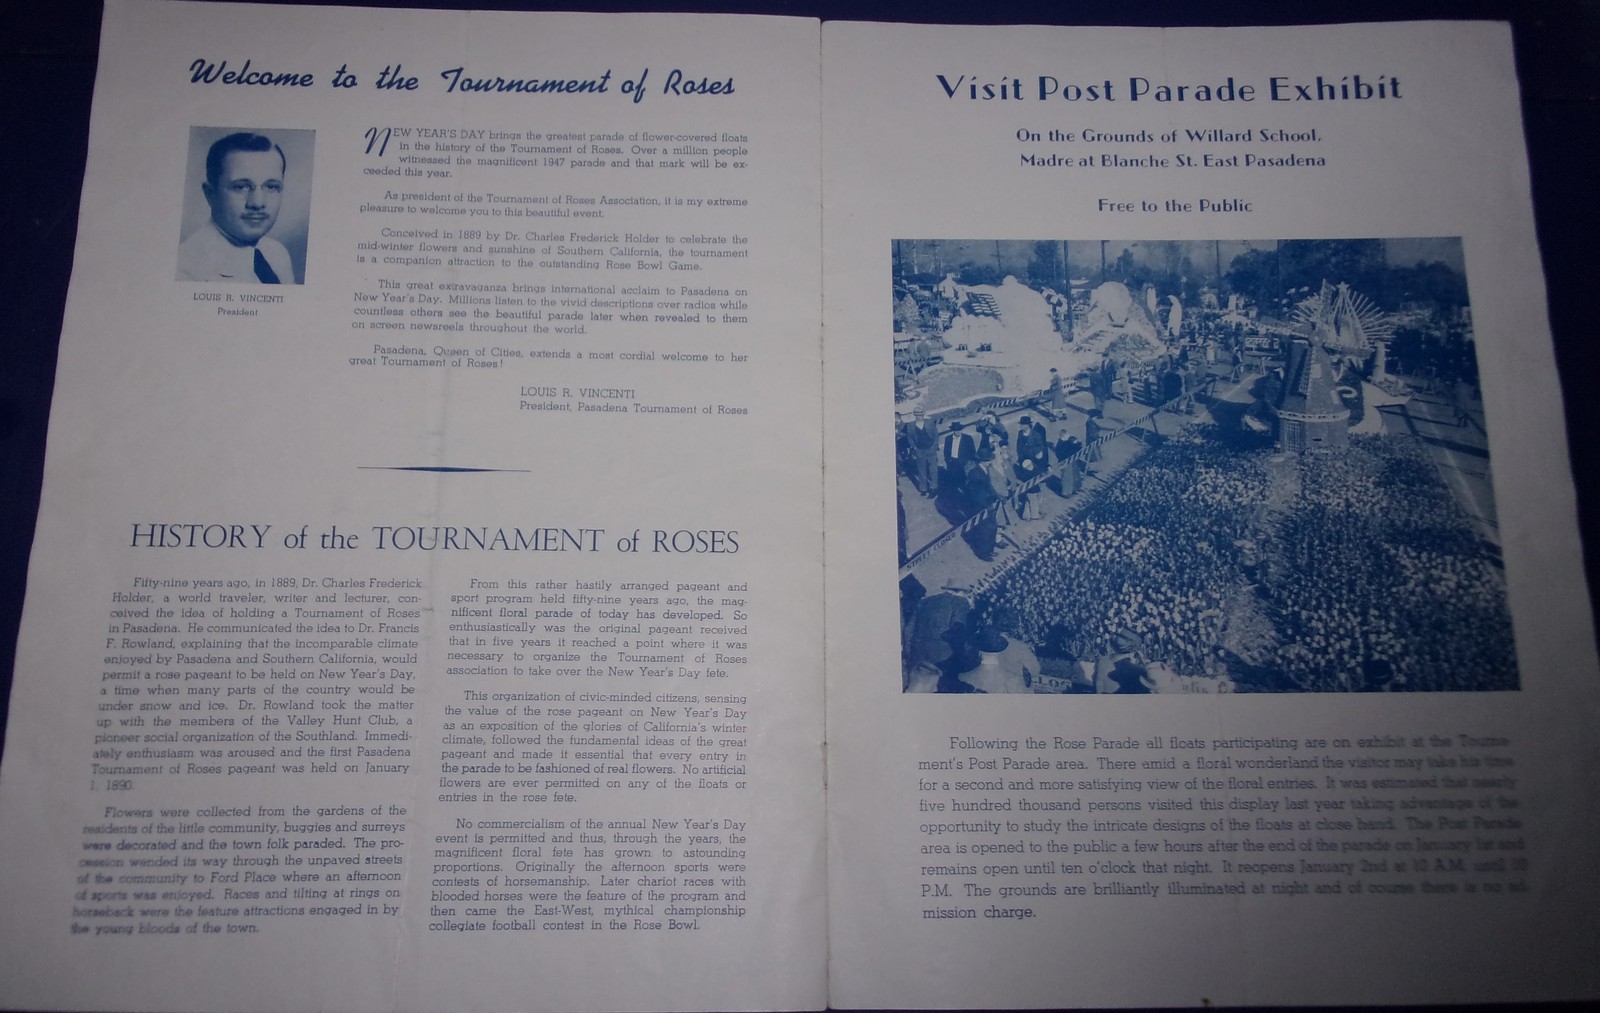 Welcome to the Tournament of Roses
NEW YEAR'S DAY brings the greatest parade of flower-covered floats
in the history of the Tournament of Roses. Over a million people
witnessed the magnificent 1947 parade and that mark will be ex-
ceeded this year.
As president of the Tournament of Roses Association, it is my extreme
pleasure to welcome you to this beautiful event.
Conceived in 1889 by Dr. Charles Frederick Holder to celebrate the
mid-winter flowers and sunshine of Southern California, the tournament
is a companion attraction to the outstanding Rose Bowl Game.
This great extravaganza brings international acclaim to Pasadena on
New Year's Day. Millions listen to the vivid descriptions over radios while
countless others see the beautiful parade later when revealed to them
on screen newsreels throughout the world.
Pasadena, Queen of Cities, extends a most cordial welcome to her
great Tournament of Roses!
LOUIS R. VINCENTI
President, Pasadena Tournament of Roses
LOUIS R. VINCENTI
President
HISTORY of the TOURNAMENT of ROSES
Fifty-nine years ago, in 1889, Dr. Charles Frederick
Holder, a world traveler, writer and lecturer, con-
ceived the idea of holding a Tournament of Roses
in Pasadena. He communicated the idea to Dr. Francis
F. Rowland, explaining that the incomparable climate
enjoyed by Pasadena and Southern California, would
permit a rose pageant to be held on New Year's Day,
a time when many parts of the country would be
under snow and ice. Dr. Rowland took the matter
up with the members of the Valley Hunt Club, a
pioneer social organization of the Southland. Immedi-
ately enthusiasm was aroused and the first Pasadena
Tournament of Roses pageant was held on January
1, 1890.
Flowers were collected from the gardens of the
residents of the little community, buggies and surreys
were decorated and the town folk paraded. The pro-
cession wended its way through the unpaved streets
of the community to Ford Place where an afternoon
of sports was enjoyed. Races and tilting at rings on
horseback were the feature attractions engaged in by
the young bloods of the town.
From this rather hastily arranged pageant and
sport program held fifty-nine years ago, the mag-
nificent floral parade of today has developed. So
enthusiastically was the original pageant received
that in five years it reached a point where it was
necessary to organize the Tournament of Roses
association to take over the New Year's Day fete.
This organization of civic-minded citizens, sensing
the value of the rose pageant on New Year's Day
as an exposition of the glories of California's winter
climate, followed the fundamental ideas of the great
pageant and made it essential that every entry in
the parade to be fashioned of real flowers. No artificial
flowers are ever permitted on any of the floats or
entries in the rose fete.
No commercialism of the annual New Year's Day
event is permitted and thus, through the years, the
magnificent floral fete has grown to astounding
proportions. Originally the afternoon sports were
contests of horsemanship. Later chariot races with
blooded horses were the feature of the program and
then came the East-West, mythical championship
collegiate football contest in the Rose Bowl.
Visit Post Parade Exhibit
On the Grounds of Willard School,
Madre at Blanche St. East Pasadena
Free to the Public
STREET CLOSED
CLOS
Following the Rose Parade all floats participating are on exhibit at the Tourna-
ment's Post Parade area. There amid a floral wonderland the visitor may take his time
for a second and more satisfying view of the floral entries. It was estimated that nearly
five hundred thousand persons visited this display last year taking advantage of the
opportunity to study the intricate designs of the floats at close hand. The Post Parade
area is opened to the public a few hours after the end of the parade on January 1st and
remains open until ten o'clock that night. It reopens January 2nd at 10 A.M. until 10
P.M. The grounds are brilliantly illuminated at night and of course there is no ad-
mission charge.